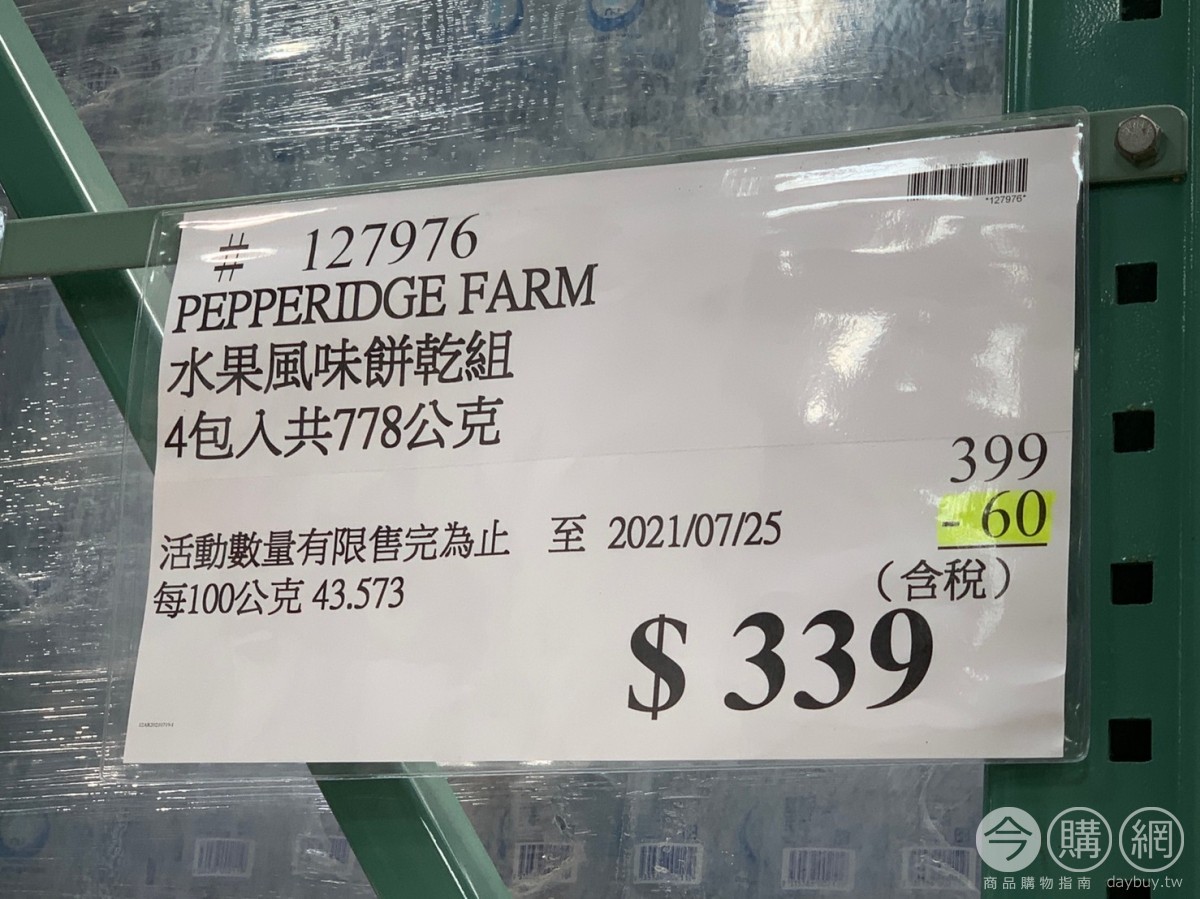 *127976*
# 127976
PEPPERIDGE FARM
水果風味餅乾組
4包入共778公克
399
- 60
活動數量有限售完為止 至 2021/07/25
每100公克 43.573
(含稅)
$ 339
今購網
商品購物指南 daybuy.tw